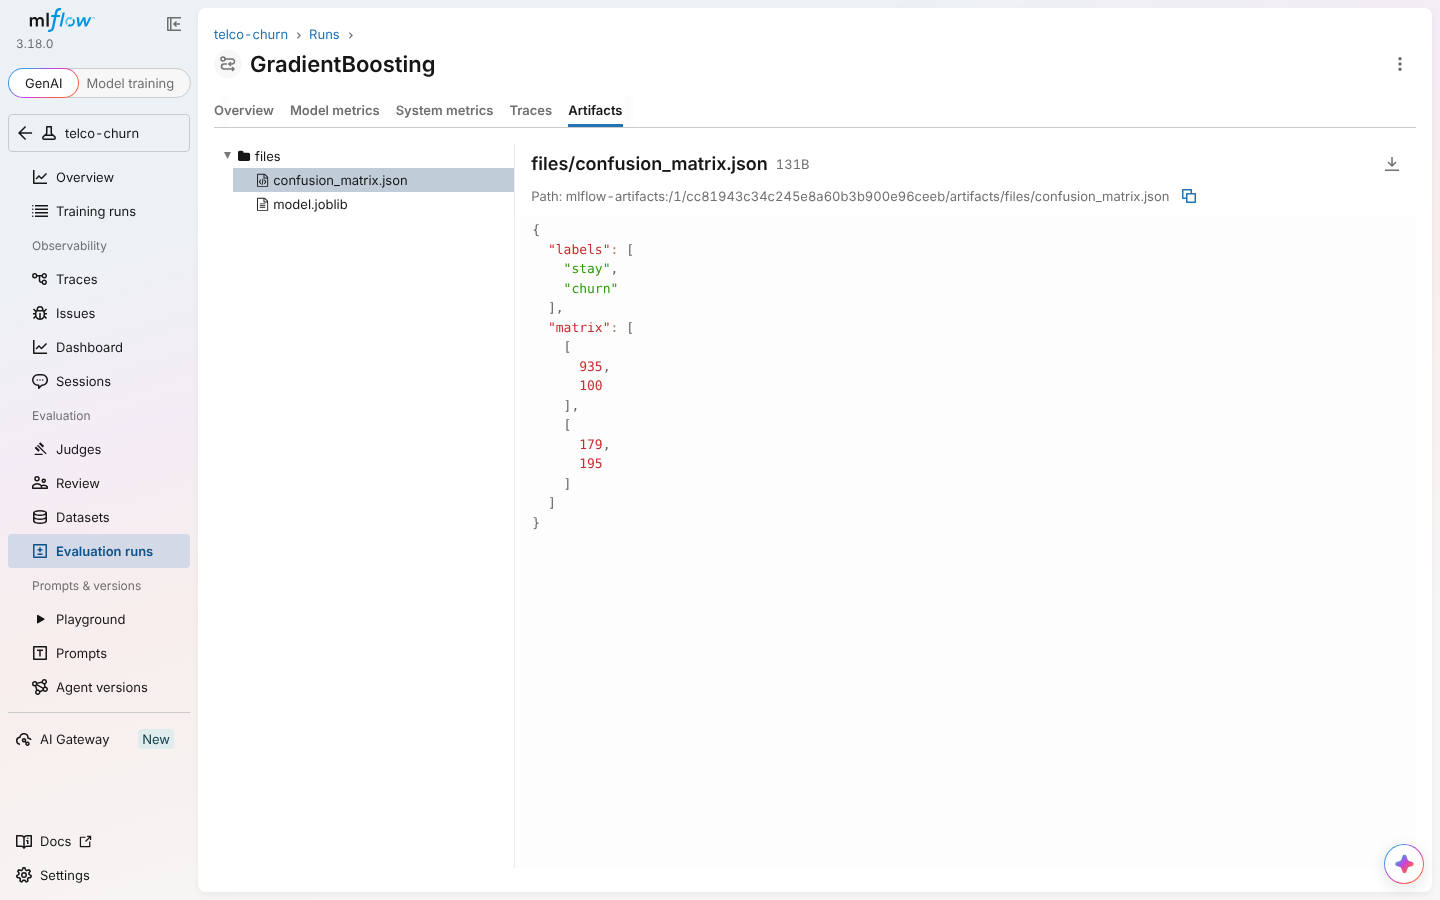 mlflow
3.18.0
GenAI
Model training
telco-churn
Overview
Training runs
Observability
Traces
Issues
Dashboard
Sessions
Evaluation
Judges
Review
Datasets
Evaluation runs
Prompts & versions
Playground
Prompts
Agent versions
AI Gateway New
Docs
Settings
telco-churn > Runs >
GradientBoosting
Overview Model metrics System metrics Traces Artifacts
files
confusion_matrix.json
model.joblib
files/confusion_matrix.json 131B
Path: mlflow-artifacts:/1/cc81943c34c245e8a60b3b900e96ceeb/artifacts/files/confusion_matrix.json
{
  "labels": [
    "stay",
    "churn"
  ],
  "matrix": [
    [
      935,
      100
    ],
    [
      179,
      195
    ]
  ]
}